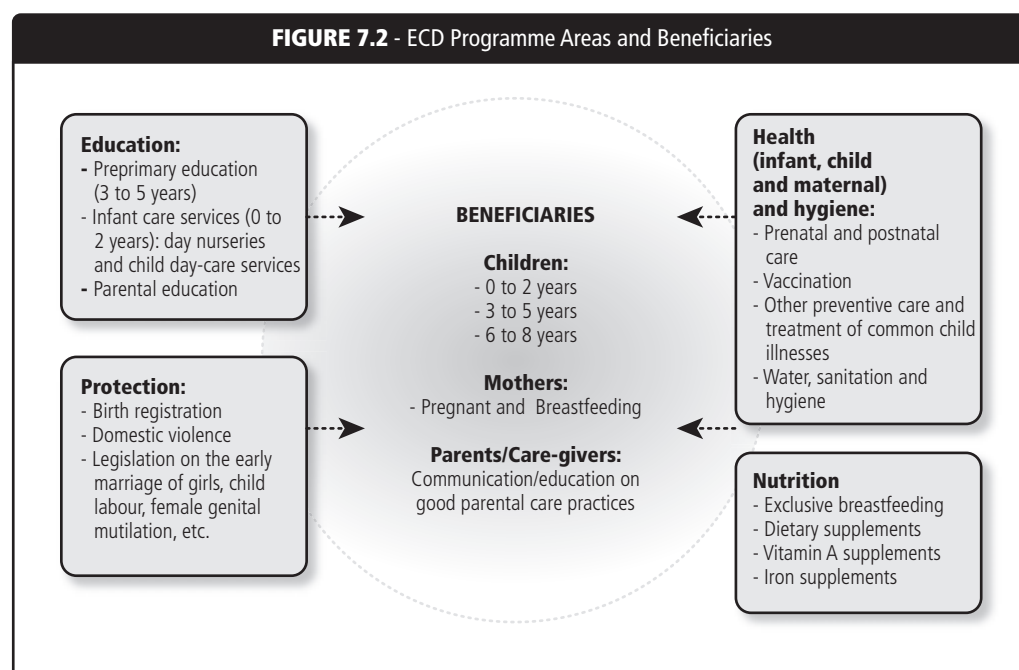 FIGURE 7.2 - ECD Programme Areas and Beneficiaries
Education:
- Preprimary education
(3 to 5 years)
- Infant care services (0 to
2 years): day nurseries
and child day-care services
- Parental education
Protection:
- Birth registration
- Domestic violence
- Legislation on the early
marriage of girls, child
labour, female genital
mutilation, etc.
BENEFICIARIES
Children:
- 0 to 2 years
- 3 to 5 years
- 6 to 8 years
Mothers:
- Pregnant and Breastfeeding
Parents/Care-givers:
Communication/education on
good parental care practices
Health
(infant, child
and maternal)
and hygiene:
- Prenatal and postnatal
care
- Vaccination
- Other preventive care and
treatment of common child
illnesses
- Water, sanitation and
hygiene
Nutrition
- Exclusive breastfeeding
- Dietary supplements
- Vitamin A supplements
- Iron supplements